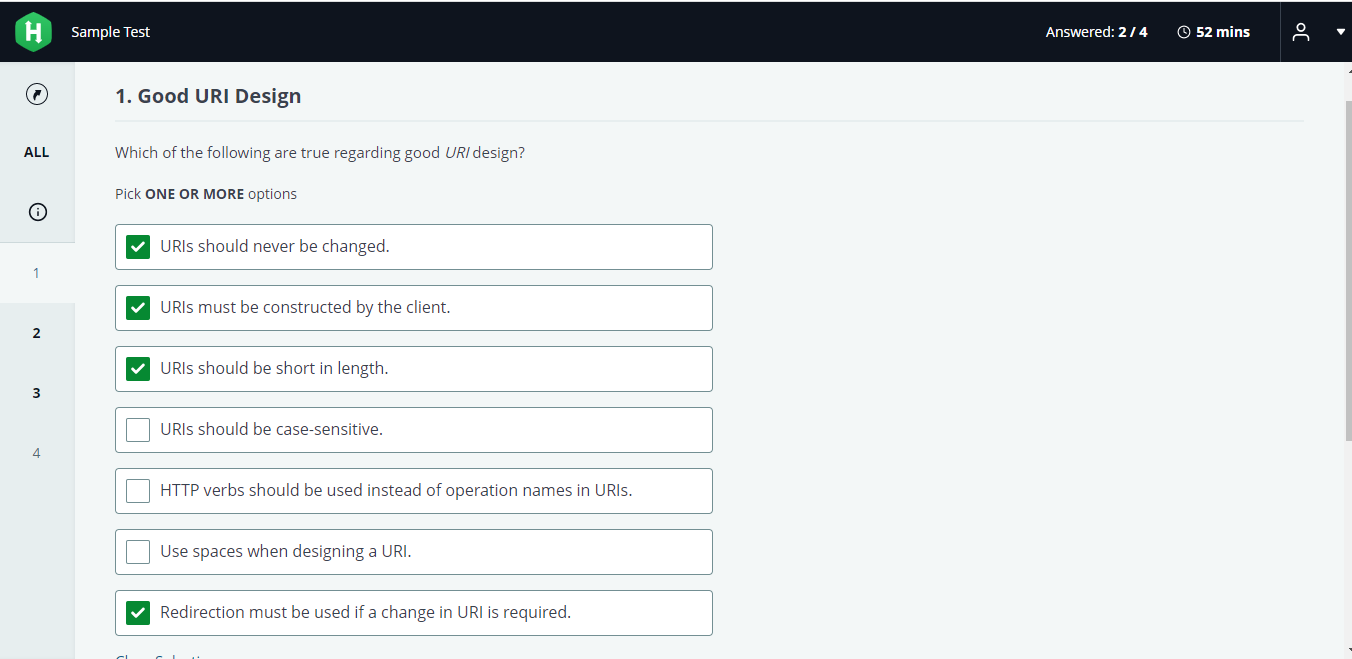 H
Sample Test
Answered: 2 / 4
52 mins
ALL
1
2
3
4
1. Good URI Design
Which of the following are true regarding good URI design?
Pick ONE OR MORE options
URIs should never be changed.
URIs must be constructed by the client.
URIs should be short in length.
URIs should be case-sensitive.
HTTP verbs should be used instead of operation names in URIs.
Use spaces when designing a URI.
Redirection must be used if a change in URI is required.